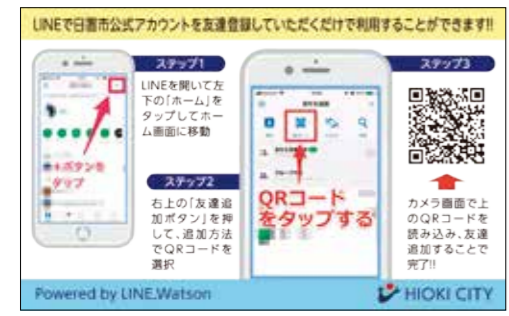 LINEで日置市公式アカウントを友達登録していただくだけで利用することができます!!
ステップ1
LINEを開いて左
下の「ホーム」を
タップしてホー
ム画面に移動
ボタンを
タップ
ステップ2
右上の「友達追
加ボタン」を押
して、追加方法
でQRコードを
選択
QRコード
をタップする
ステップ3
カメラ画面で上
のQRコードを
読み込み、友達
追加することで
完了!!
Powered by LINE,Watson
HIOKI CITY